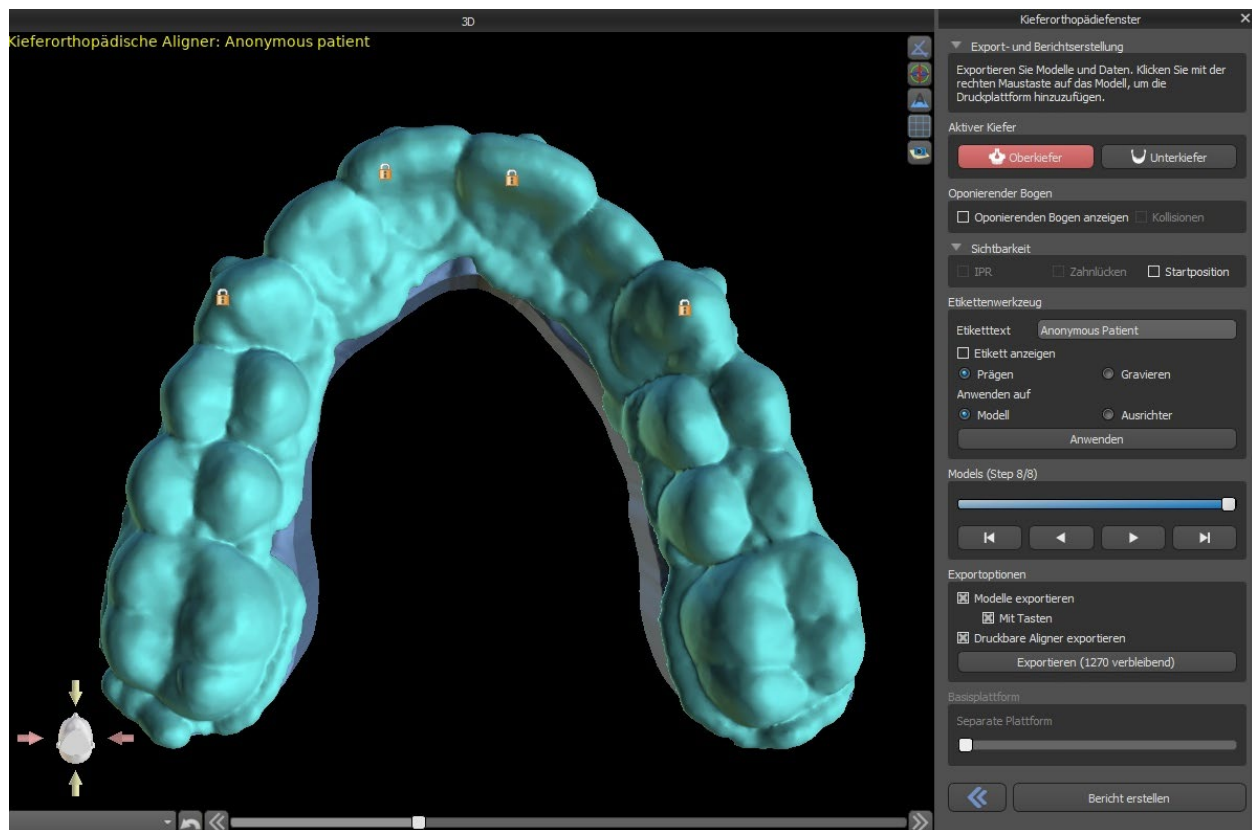 3D
Kieferorthopädische Aligner: Anonymous patient
Kieferorthopädiefenster
Export- und Berichtserstellung
Exportieren Sie Modelle und Daten. Klicken Sie mit der
rechten Maustaste auf das Modell, um die
Druckplattform hinzuzufügen.
Aktiver Kiefer
Oberkiefer Unterkiefer
Oponierender Bogen
Oponierenden Bogen anzeigen Kollisionen
Sichtbarkeit
IPR Zahnlücken Startposition
Etikettenwerkzeug
Etiketttext Anonymous Patient
Etikett anzeigen
Prägen Gravieren
Anwenden auf
Modell Ausrichter
Anwenden
Models (Step 8/8)
Exportoptionen
Modelle exportieren
Mit Tasten
Druckbare Aligner exportieren
Exportieren (1270 verbleibend)
Basisplattform
Separate Plattform
Bericht erstellen